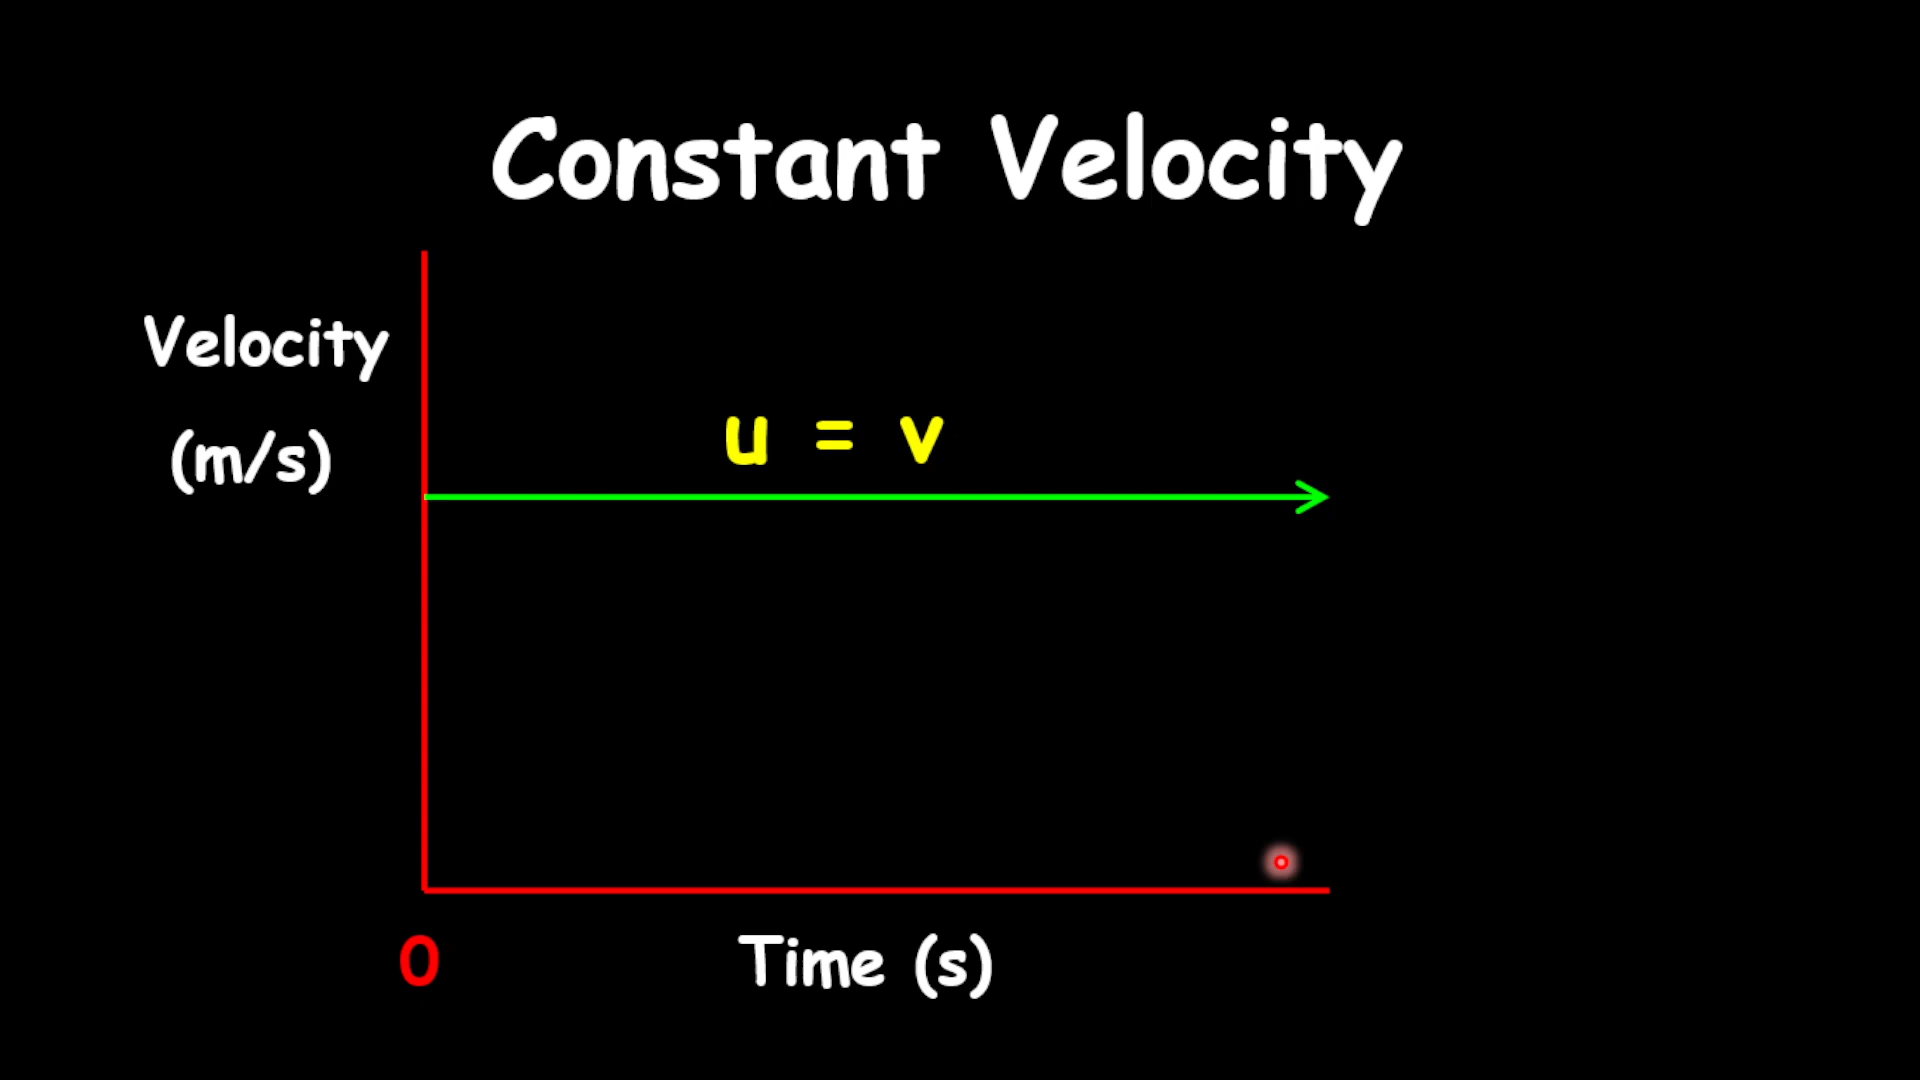 Constant Velocity
Velocity
(m/s)
u = v
0
Time (s)